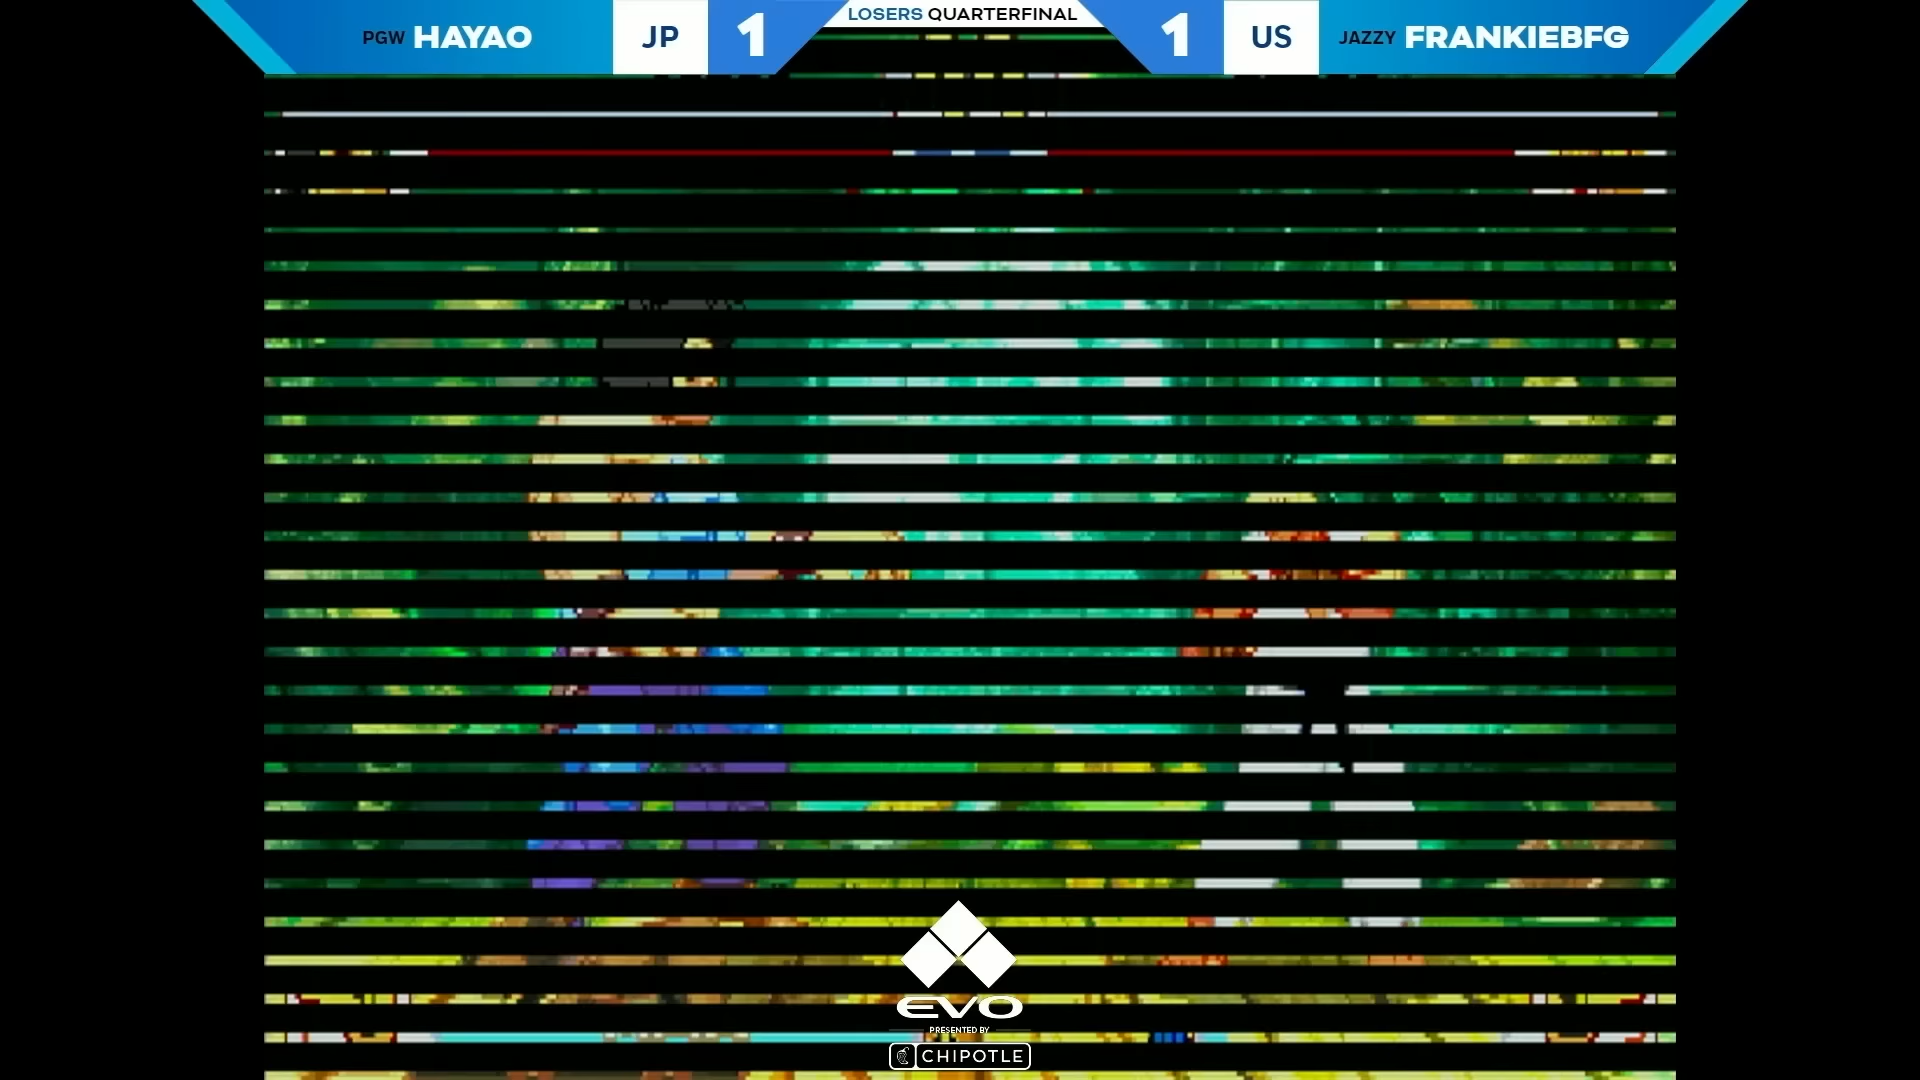 PGW HAYAO JP 1 LOSERS QUARTERFINAL 1 US JAZZY FRANKIEBFG
EVO
PRESENTED BY
CHIPOTLE